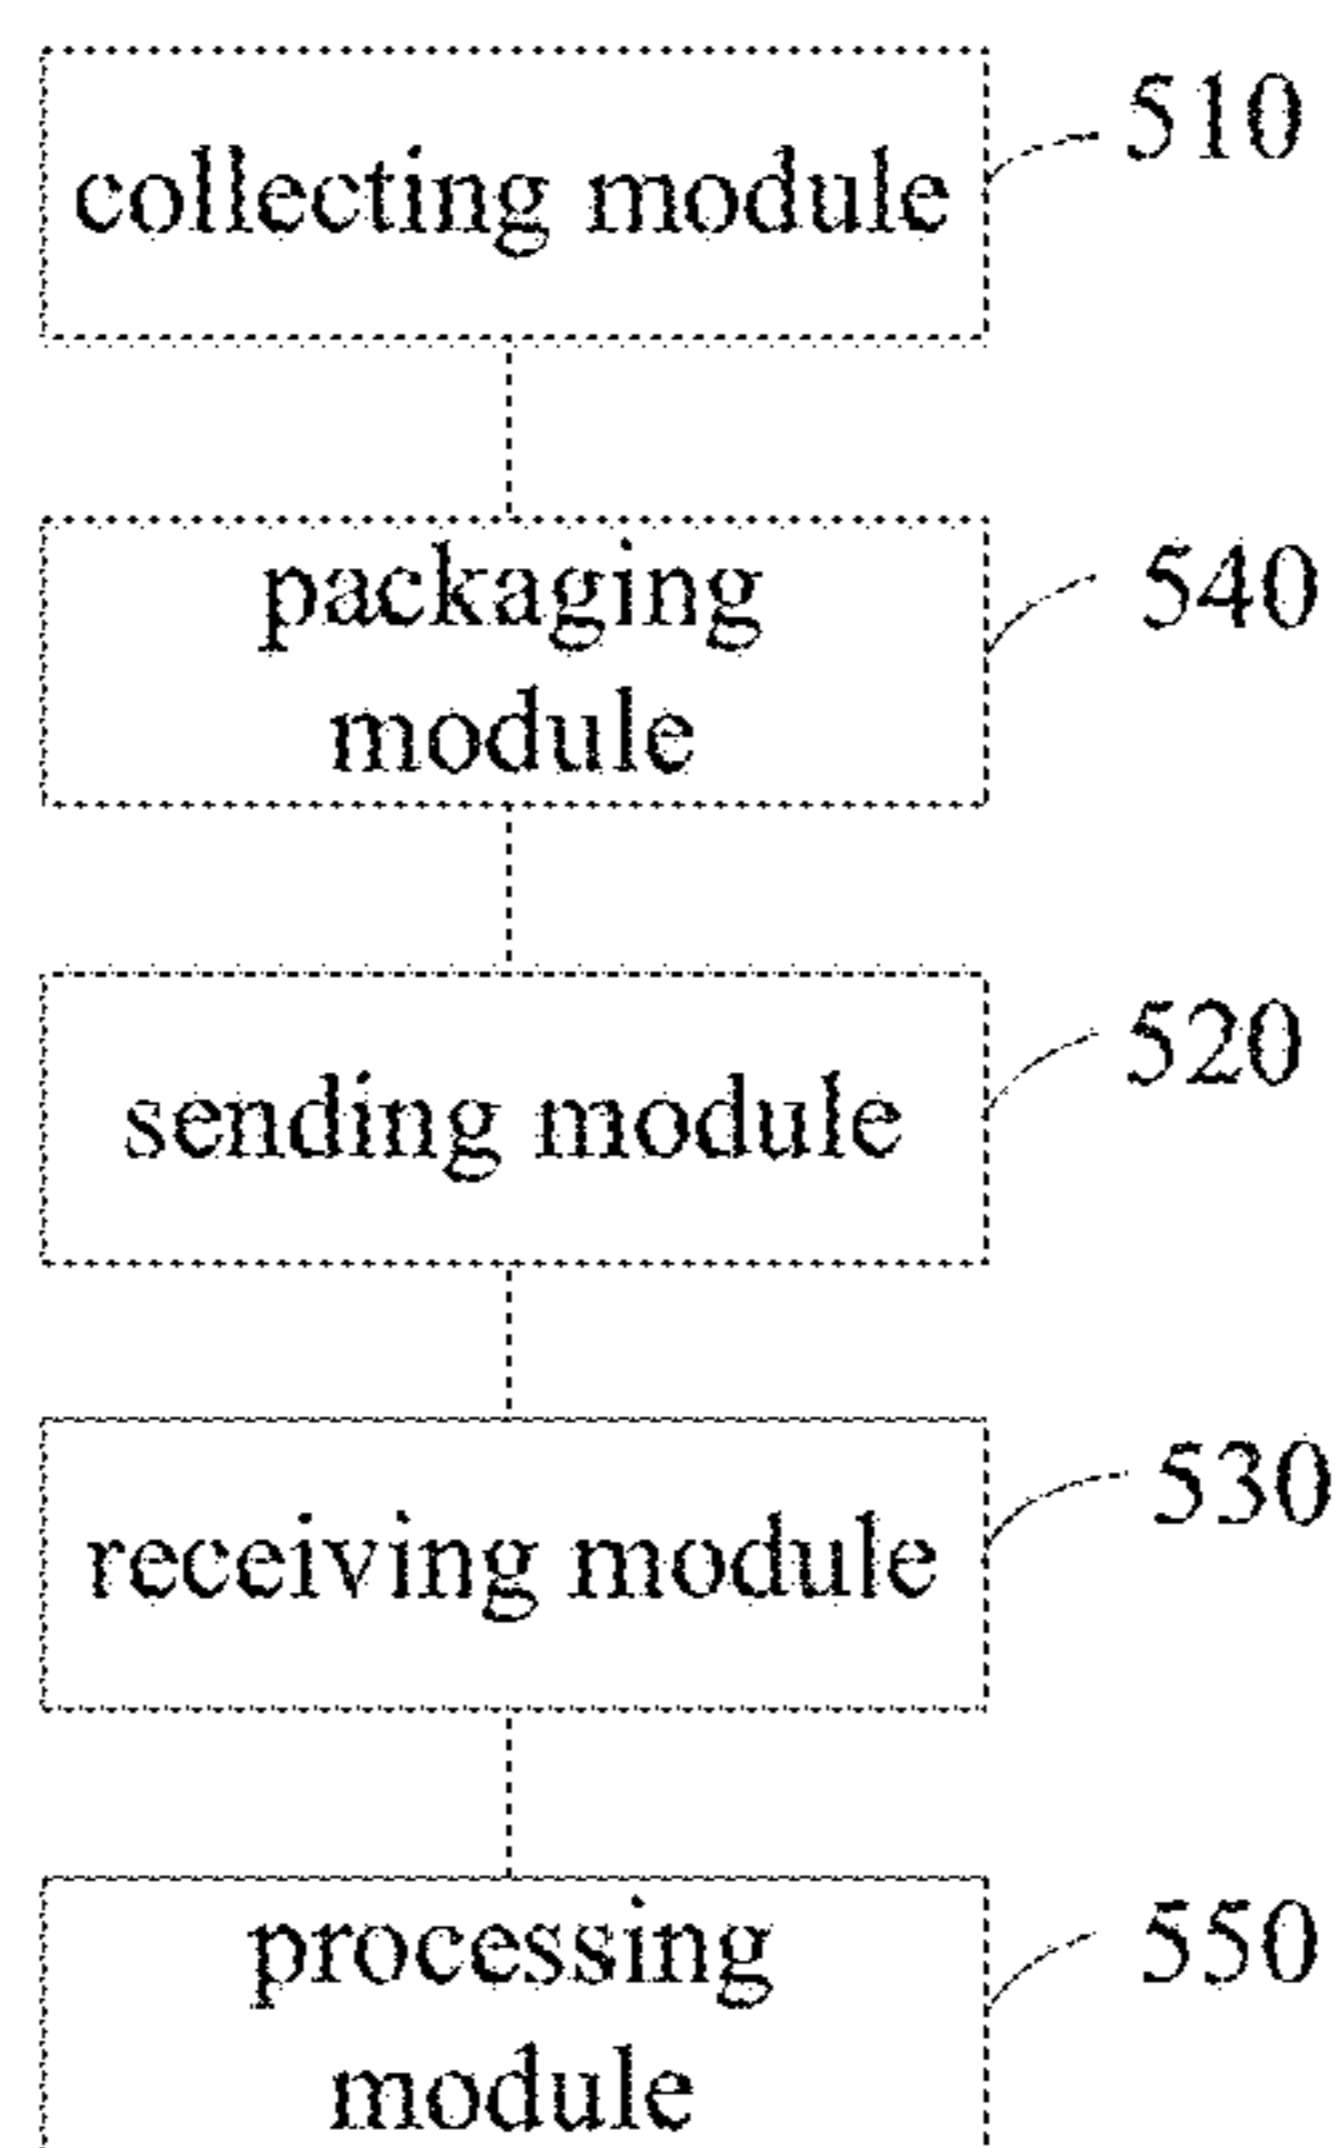 collecting module
510
packaging
module
540
sending module
520
receiving module
530
processing
module
550